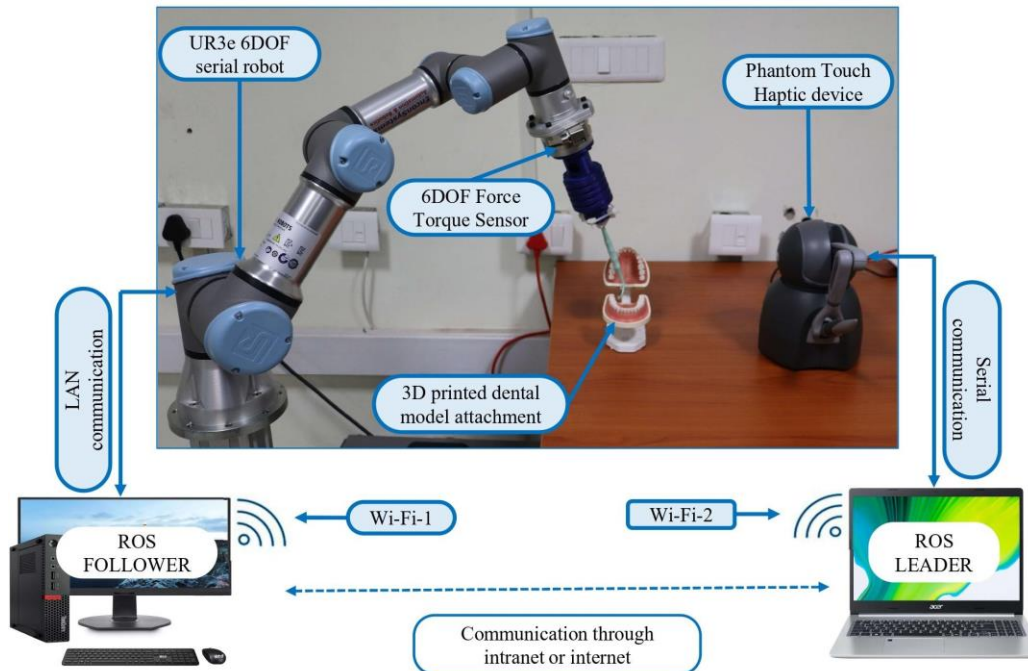 UR3e 6DOF
serial robot
Phantom Touch
Haptic device
6DOF Force
Torque Sensor
3D printed dental
model attachment
LAN
communication
Serial
communication
Wi-Fi-1
Wi-Fi-2
ROS
FOLLOWER
ROS
LEADER
acer
Communication through
intranet or internet